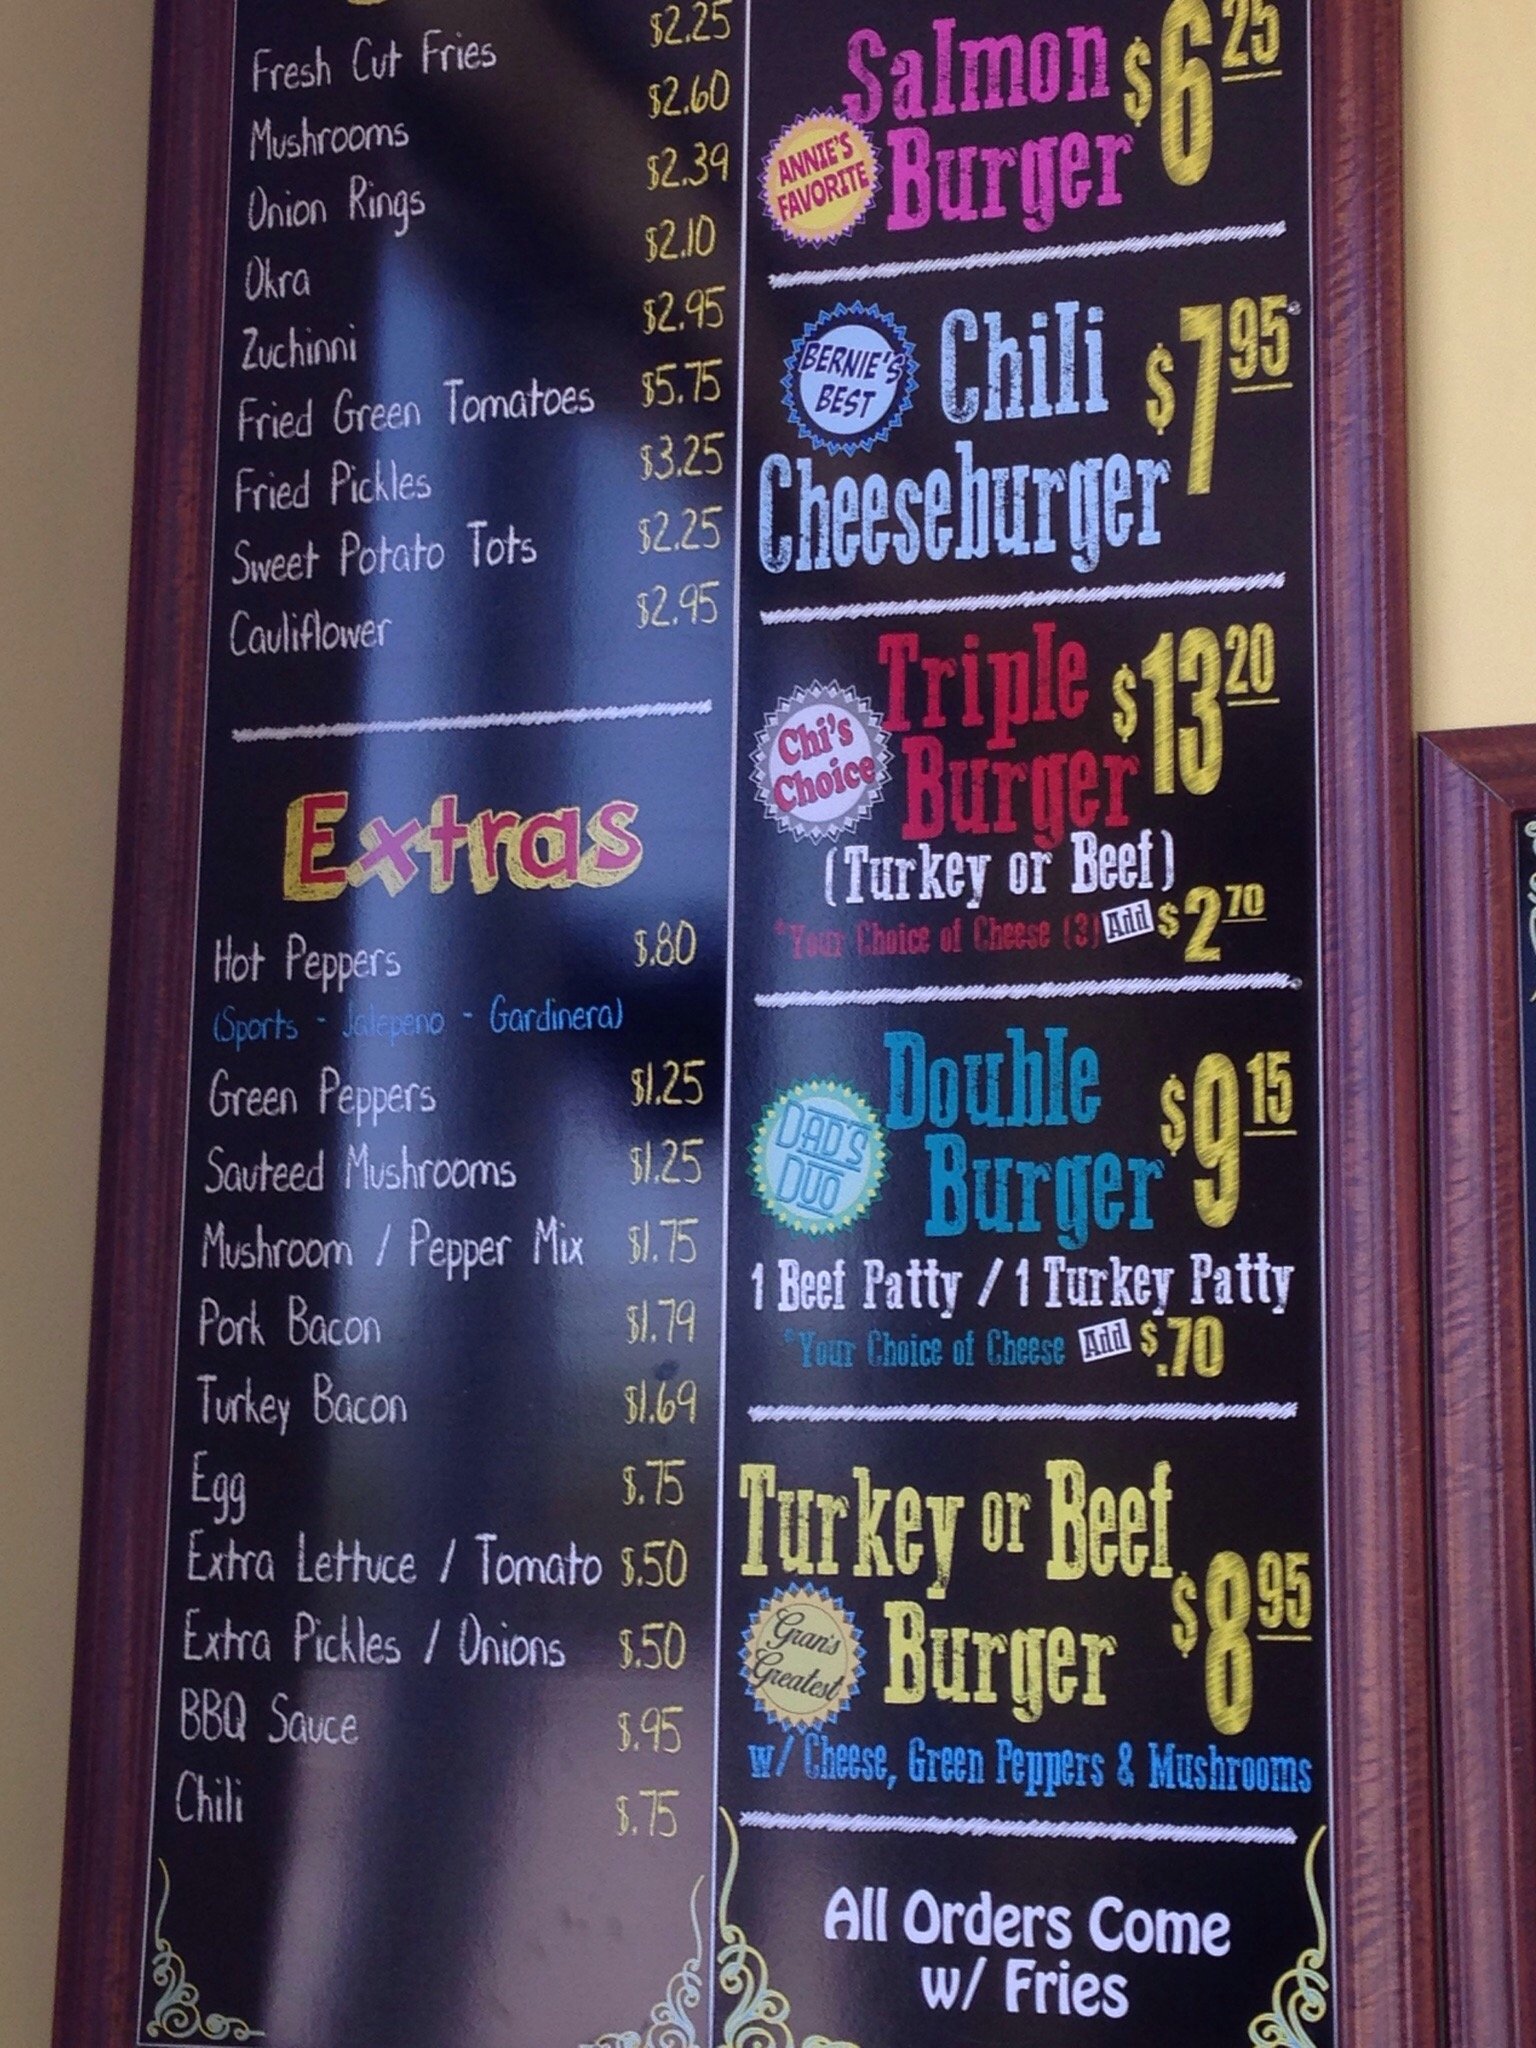 Fresh Cut Fries $2.25
Mushrooms $2.60
Onion Rings $2.39
Okra $2.10
Zuchinni $2.95
Fried Green Tomatoes $5.75
Fried Pickles $3.25
Sweet Potato Tots $2.25
Cauliflower $2.95
Extras
Hot Peppers $.80
(Sports - Jalepeno - Gardinera)
Green Peppers $1.25
Sauteed Mushrooms $1.25
Mushroom / Pepper Mix $1.75
Pork Bacon $1.79
Turkey Bacon $1.69
Egg $.75
Extra Lettuce / Tomato $.50
Extra Pickles / Onions $.50
BBQ Sauce $.95
Chili $.75
Salmon $6 25
ANNIE'S
FAVORITE
Burger
BERNIE'S
BEST
Chili $7 95
Cheeseburger
Triple $13 20
Chi's
Choice
Burger
(Turkey or Beef)
*Your Choice of Cheese (3) Add $2 70
Double $9 15
DAD'S
DUO
Burger
1 Beef Patty / 1 Turkey Patty
*Your Choice of Cheese Add $.70
Turkey or Beef
Gran's
Greatest
Burger $8 95
w/ Cheese, Green Peppers & Mushrooms
All Orders Come
w/ Fries